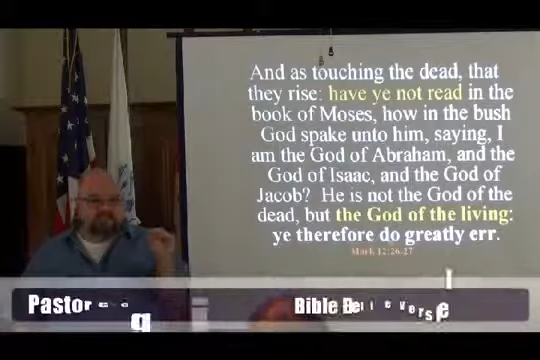 And as touching the dead, that
they rise: have ye not read in the
book of Moses, how in the bush
God spake unto him, saying, I
am the God of Abraham, and the
God of Isaac, and the God of
Jacob?  He is not the God of the
dead, but the God of the living:
ye therefore do greatly err.
Mark 12:26-27
Pastor
Bible Believers